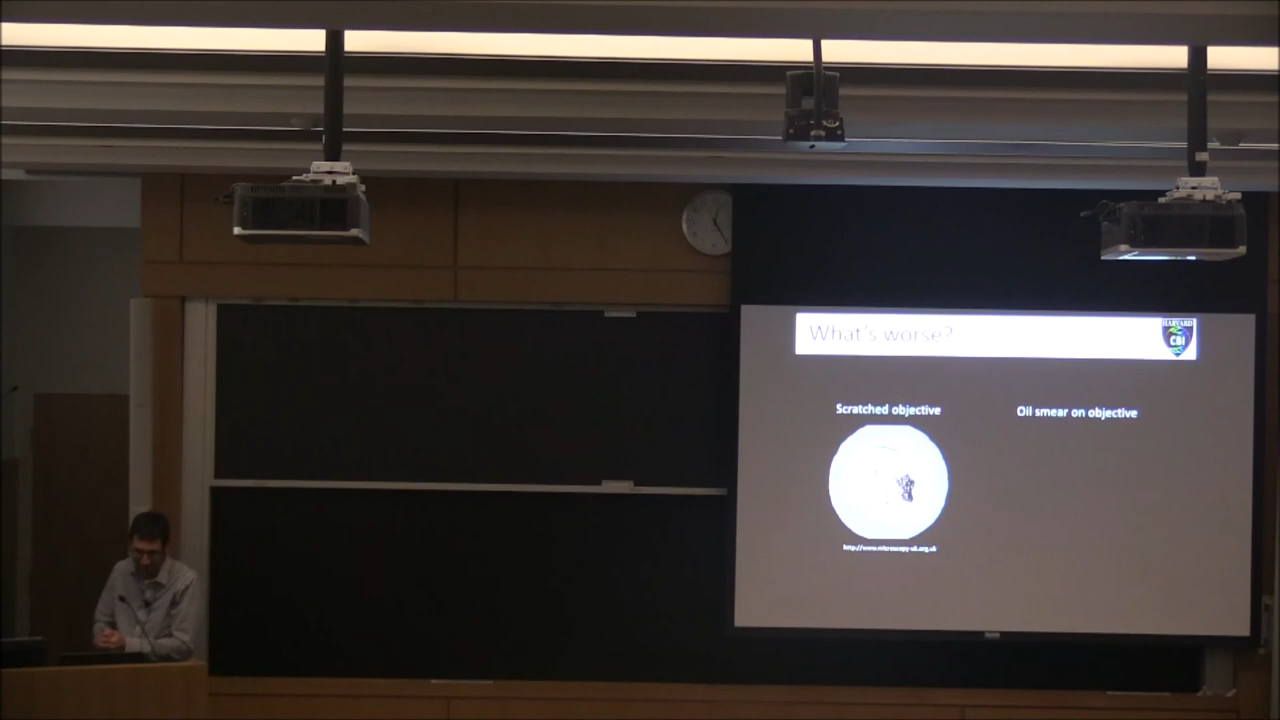 What's worse?
HARVARD
CBI
Scratched objective
Oil smear on objective
http://www.microscopy-uk.org.uk